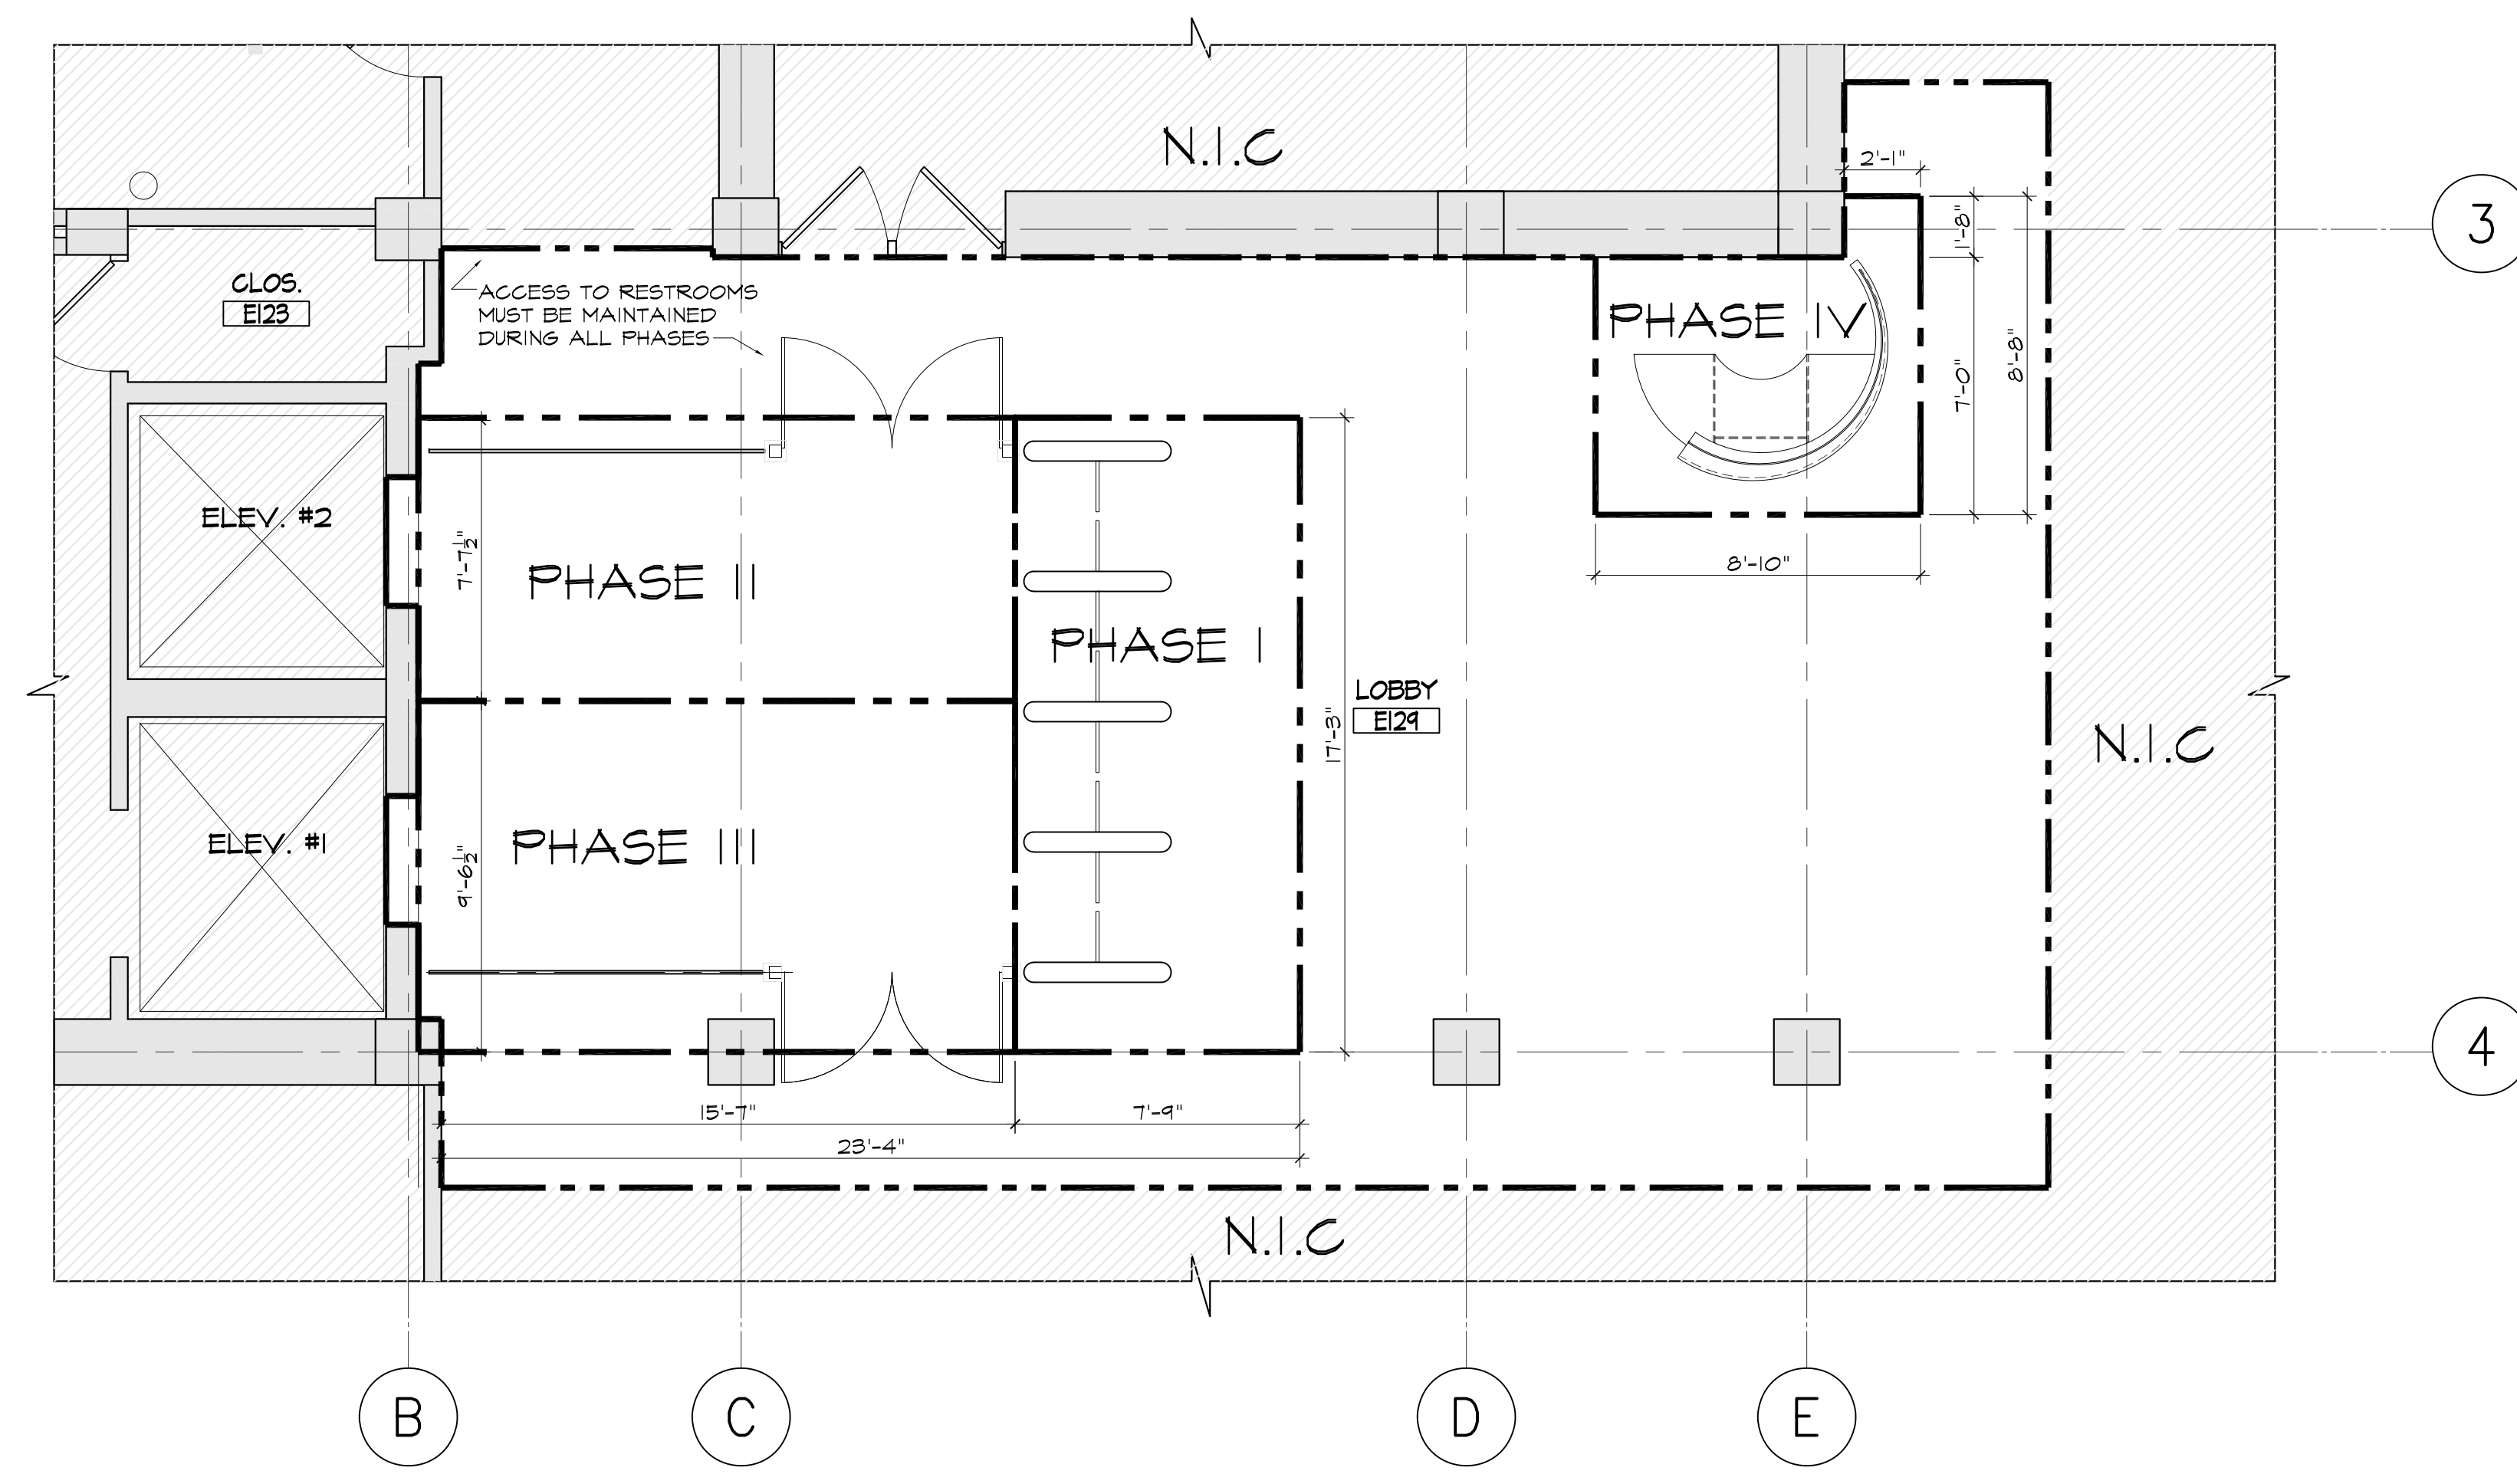 N.I.C
2'-1"
3
1'-8"
CLOS.
E123
ACCESS TO RESTROOMS
MUST BE MAINTAINED
DURING ALL PHASES
PHASE IV
7'-0"
8'-8"
ELEV. #2
7'-7½"
PHASE II
8'-10"
PHASE I
LOBBY
E129
17'-3"
N.I.C
ELEV. #1
9'-6½"
PHASE III
4
15'-7"
7'-9"
23'-4"
N.I.C
B
C
D
E